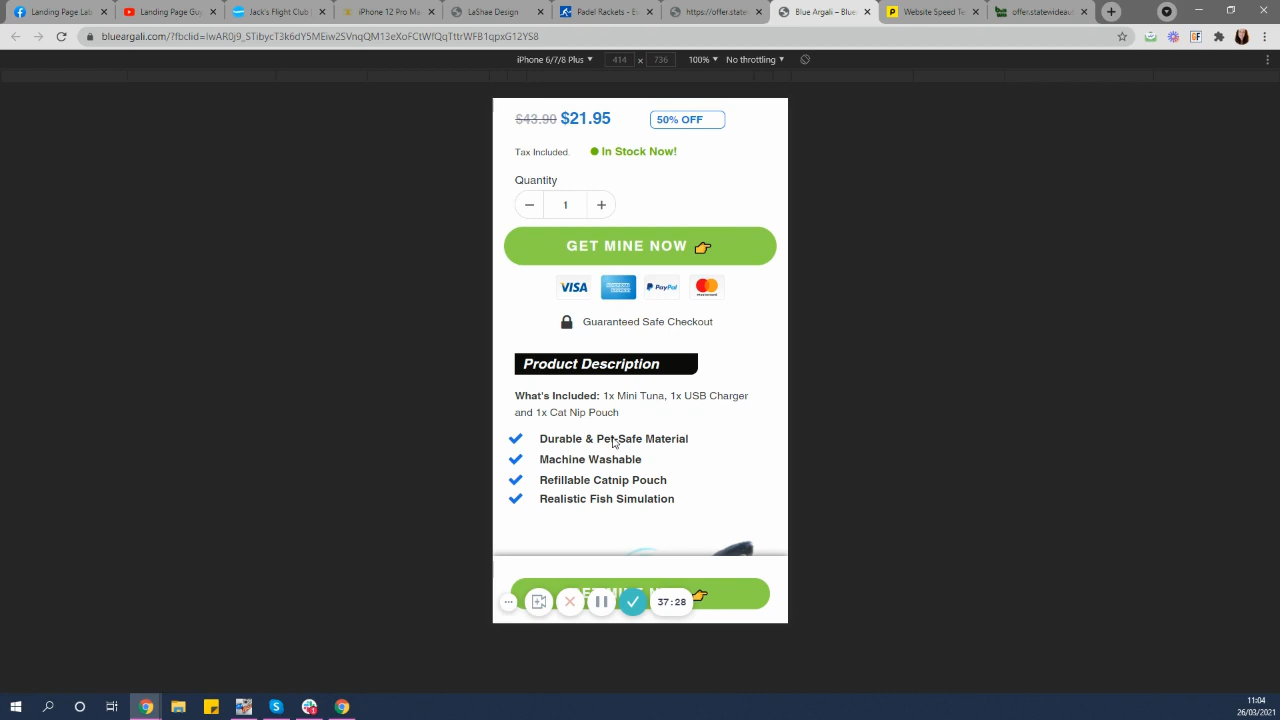 Landing Page Lab
Landing Page Gu
Jack's Flight Club
iPhone 12 Pro Ma
LaShae Design
Padel Rackets - E
https://offer.state
Blue Argali – Blue
Website Speed Te
offer.statewideau
blueargali.com/?fbclid=IwAR0j9_STibycT3k6dY5MEiw2SVnqQM13eXoFCtWfQqTttrWFB1qpxG12YS8
iPhone 6/7/8 Plus 414 × 736 100% No throttling
$43.90 $21.95 50% OFF
Tax Included. In Stock Now!
Quantity
− 1 +
GET MINE NOW
VISA AMERICAN EXPRESS PayPal mastercard
Guaranteed Safe Checkout
Product Description
What's Included: 1x Mini Tuna, 1x USB Charger
and 1x Cat Nip Pouch
Durable & Pet-Safe Material
Machine Washable
Refillable Catnip Pouch
Realistic Fish Simulation
37:28
11:04
26/03/2021